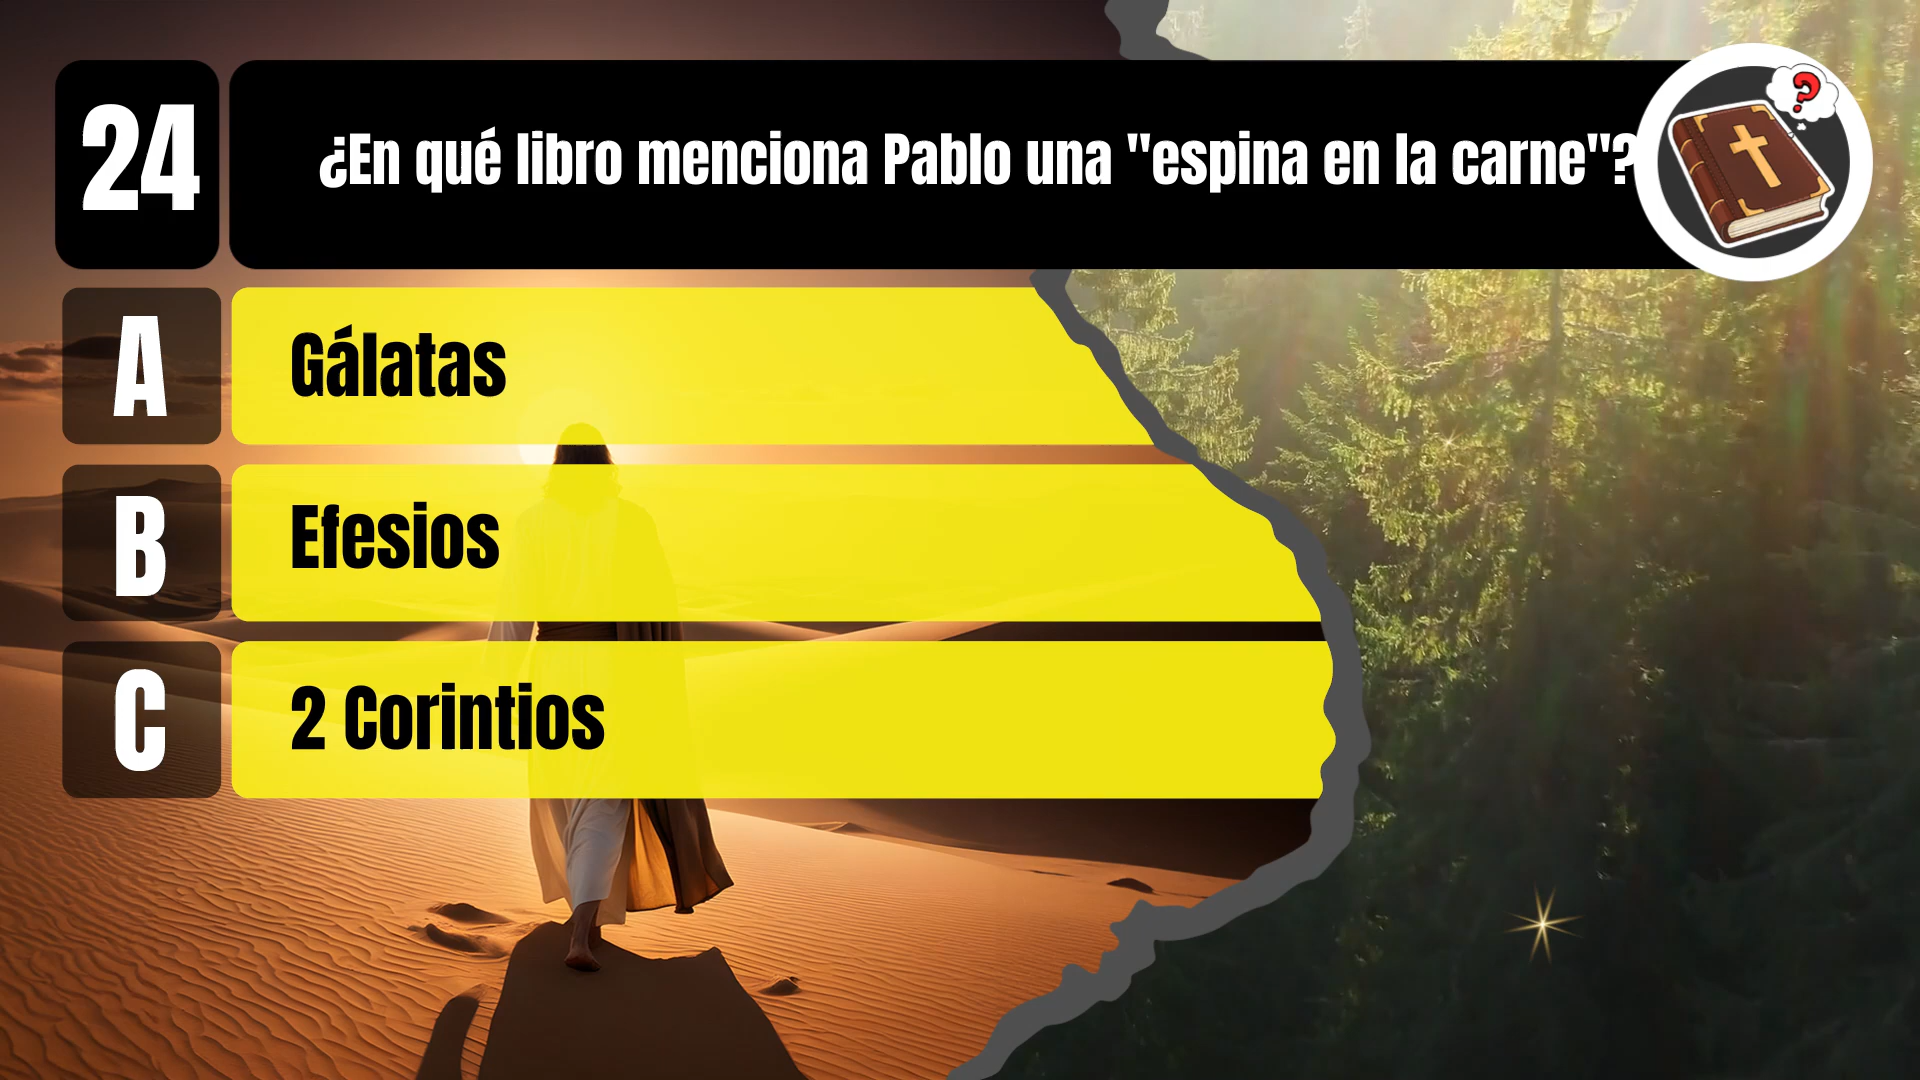 24
¿En qué libro menciona Pablo una "espina en la carne"?
?
A
Gálatas
B
Efesios
C
2 Corintios